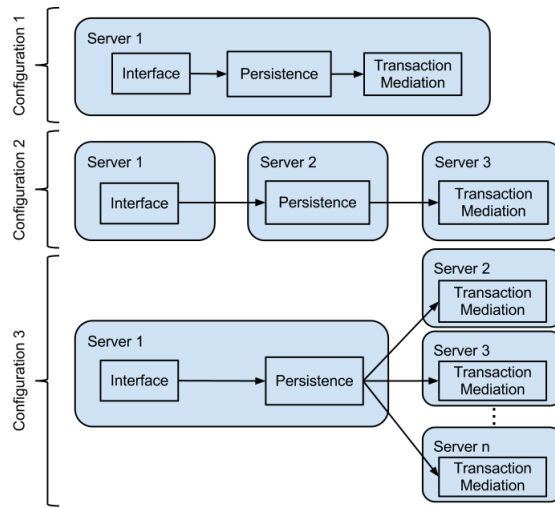 Configuration 1
Server 1
Interface
Persistence
Transaction
Mediation
Configuration 2
Server 1
Interface
Server 2
Persistence
Server 3
Transaction
Mediation
Configuration 3
Server 1
Interface
Persistence
Server 2
Transaction
Mediation
Server 3
Transaction
Mediation
Server n
Transaction
Mediation